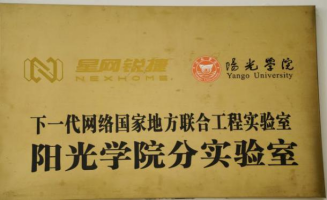 星网锐捷
NEXHOME.
陽光學院
Yango University
下一代网络国家地方联合工程实验室
阳光学院分实验室